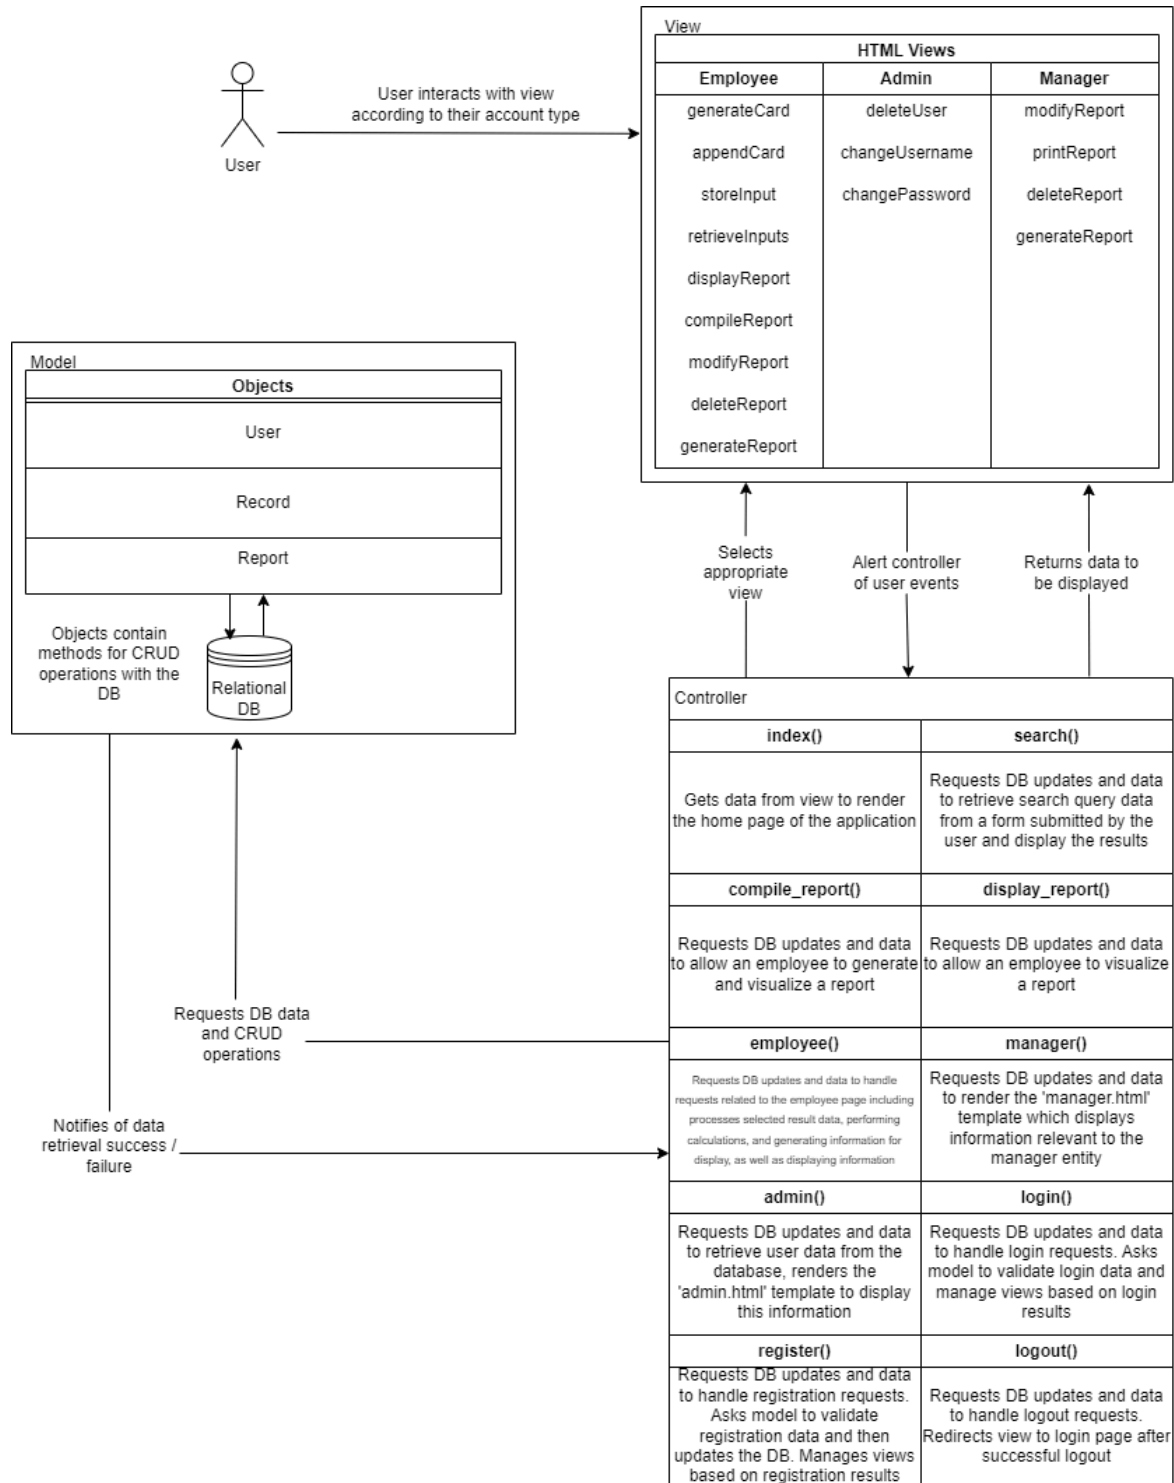 View
HTML Views
Employee
Admin
Manager
generateCard
deleteUser
modifyReport
appendCard
changeUsername
printReport
storeInput
changePassword
deleteReport
retrieveInputs
generateReport
displayReport
compileReport
modifyReport
deleteReport
generateReport
User interacts with view
according to their account type
User
Model
Objects
User
Record
Report
Objects contain
methods for CRUD
operations with the
DB
Relational
DB
Selects
appropriate
view
Alert controller
of user events
Returns data to
be displayed
Controller
index()
search()
Gets data from view to render
the home page of the application
Requests DB updates and data
to retrieve search query data
from a form submitted by the
user and display the results
compile_report()
display_report()
Requests DB updates and data
to allow an employee to generate
and visualize a report
Requests DB updates and data
to allow an employee to visualize
a report
Requests DB data
and CRUD
operations
employee()
manager()
Requests DB updates and data to handle
requests related to the employee page including
processes selected result data, performing
calculations, and generating information for
display, as well as displaying information
Requests DB updates and data
to render the 'manager.html'
template which displays
information relevant to the
manager entity
Notifies of data
retrieval success /
failure
admin()
login()
Requests DB updates and data
to retrieve user data from the
database, renders the
'admin.html' template to display
this information
Requests DB updates and data
to handle login requests. Asks
model to validate login data and
manage views based on login
results
register()
logout()
Requests DB updates and data
to handle registration requests.
Asks model to validate
registration data and then
updates the DB. Manages views
based on registration results
Requests DB updates and data
to handle logout requests.
Redirects view to login page after
successful logout